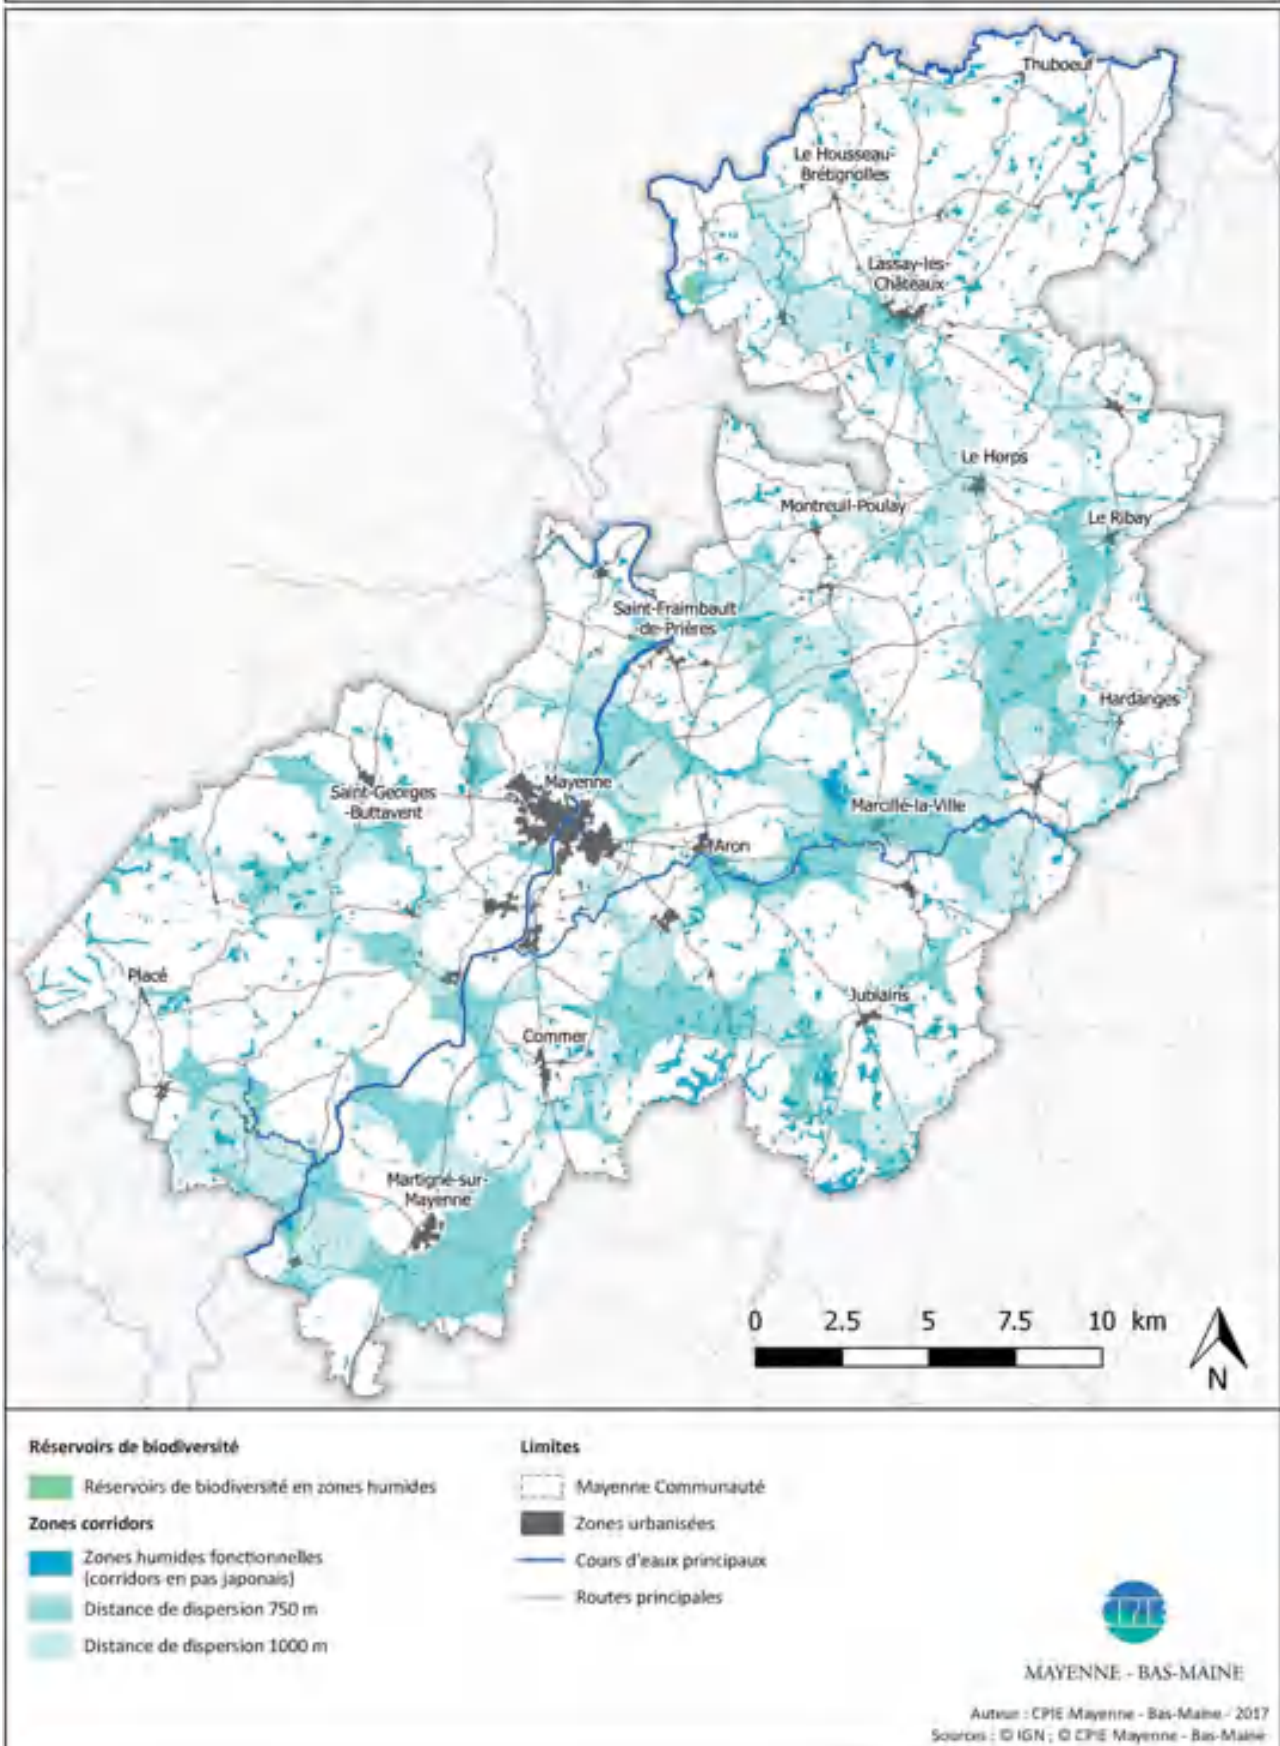 Thuboeuf
Le Housseau-
Brétignolles
Lassay-les-
Châteaux
Le Horps
Montreuil-Poulay
Le Ribay
Saint-Fraimbault
-de-Prières
Hardanges
Mayenne
Saint-Georges
-Buttavent
Marcillé-la-Ville
Aron
Placé
Jublains
Commer
Martigné-sur-
Mayenne
0 2.5 5 7.5 10 km
N
Réservoirs de biodiversité
Réservoirs de biodiversité en zones humides
Zones corridors
Zones humides fonctionnelles
(corridors en pas japonais)
Distance de dispersion 750 m
Distance de dispersion 1000 m
Limites
Mayenne Communauté
Zones urbanisées
Cours d'eaux principaux
Routes principales
CPIE
MAYENNE - BAS-MAINE
Auteur : CPIE Mayenne - Bas-Maine - 2017
Sources : © IGN ; © CPIE Mayenne - Bas-Maine